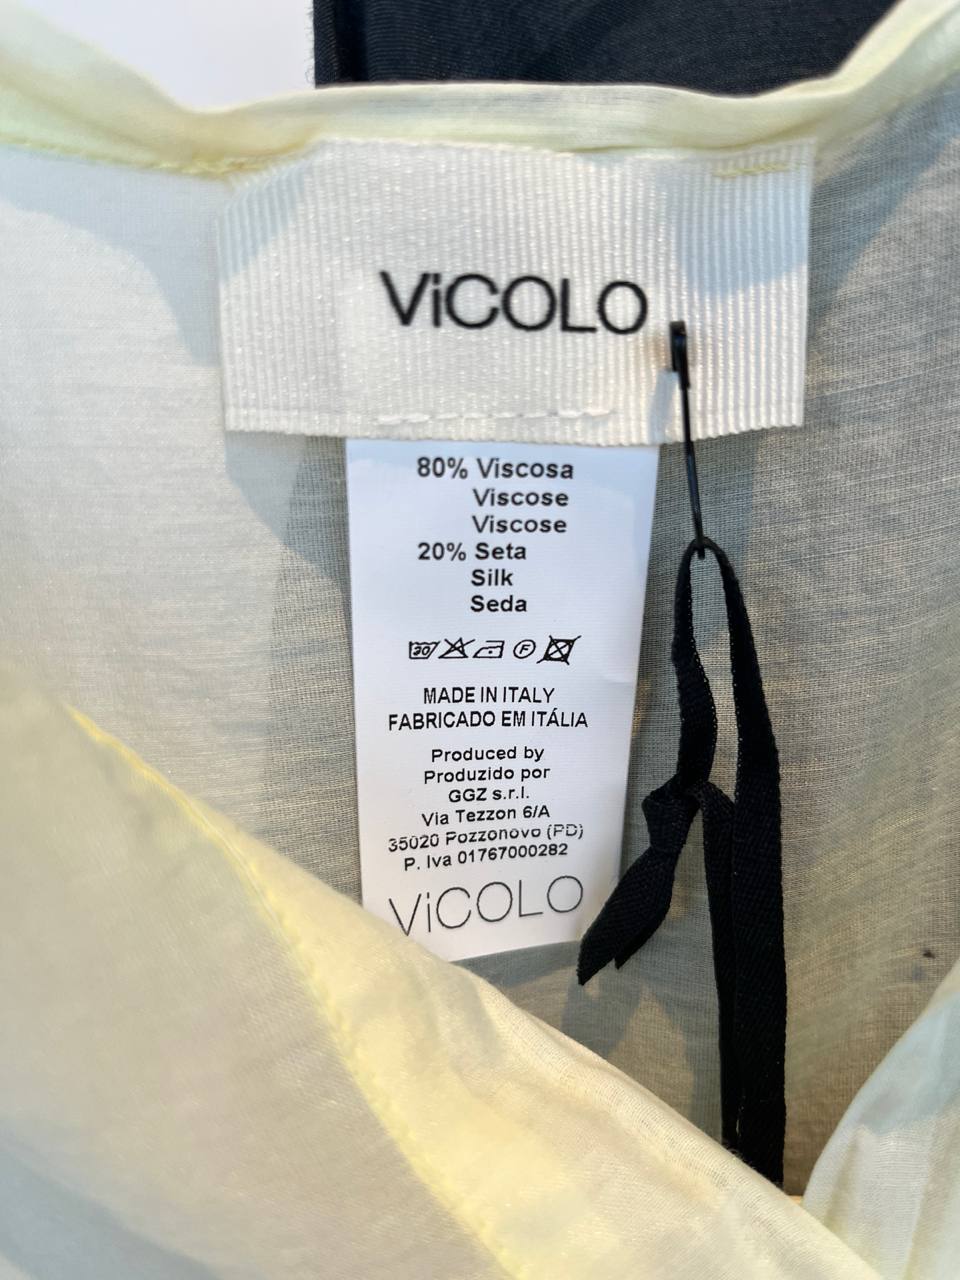 ViCOLO
80% Viscosa
Viscose
Viscose
20% Seta
Silk
Seda
30 F
MADE IN ITALY
FABRICADO EM ITÁLIA
Produced by
Produzido por
GGZ s.r.l.
Via Tezzon 6/A
35020 Pozzonovo (PD)
P. Iva 01767000282
ViCOLO